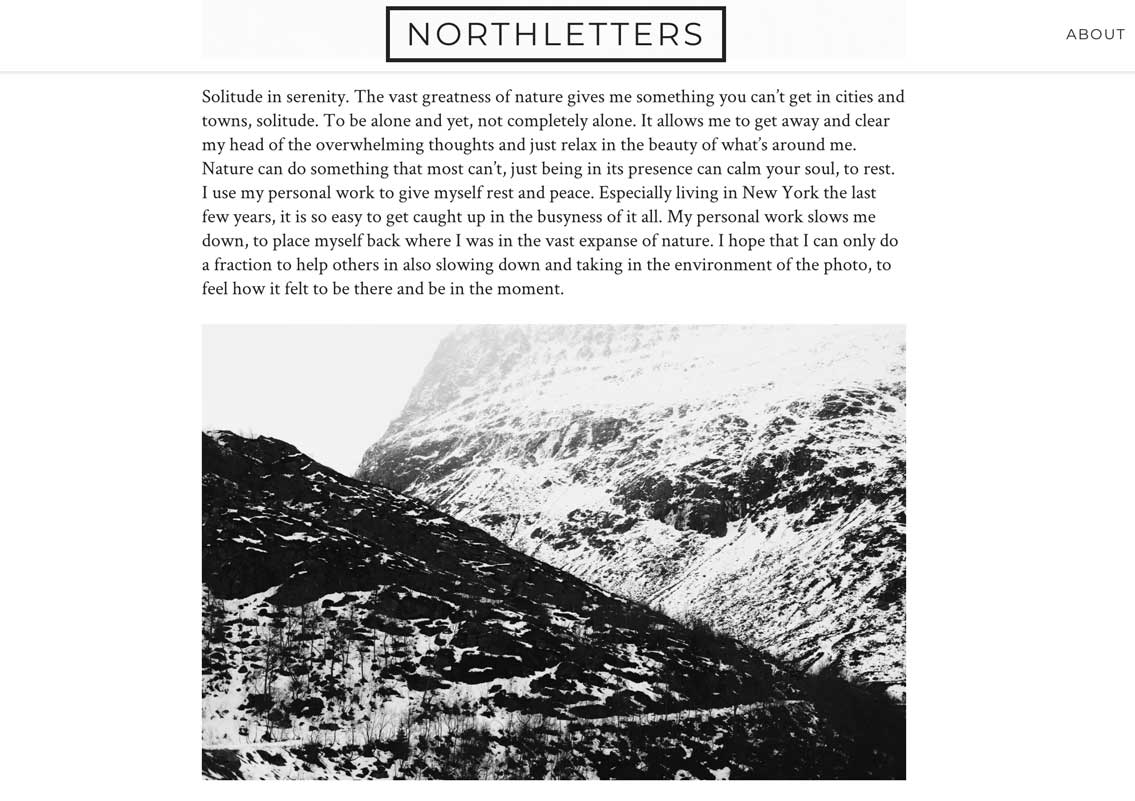 NORTHLETTERS
ABOUT
Solitude in serenity. The vast greatness of nature gives me something you can’t get in cities and
towns, solitude. To be alone and yet, not completely alone. It allows me to get away and clear
my head of the overwhelming thoughts and just relax in the beauty of what’s around me.
Nature can do something that most can’t, just being in its presence can calm your soul, to rest.
I use my personal work to give myself rest and peace. Especially living in New York the last
few years, it is so easy to get caught up in the busyness of it all. My personal work slows me
down, to place myself back where I was in the vast expanse of nature. I hope that I can only do
a fraction to help others in also slowing down and taking in the environment of the photo, to
feel how it felt to be there and be in the moment.